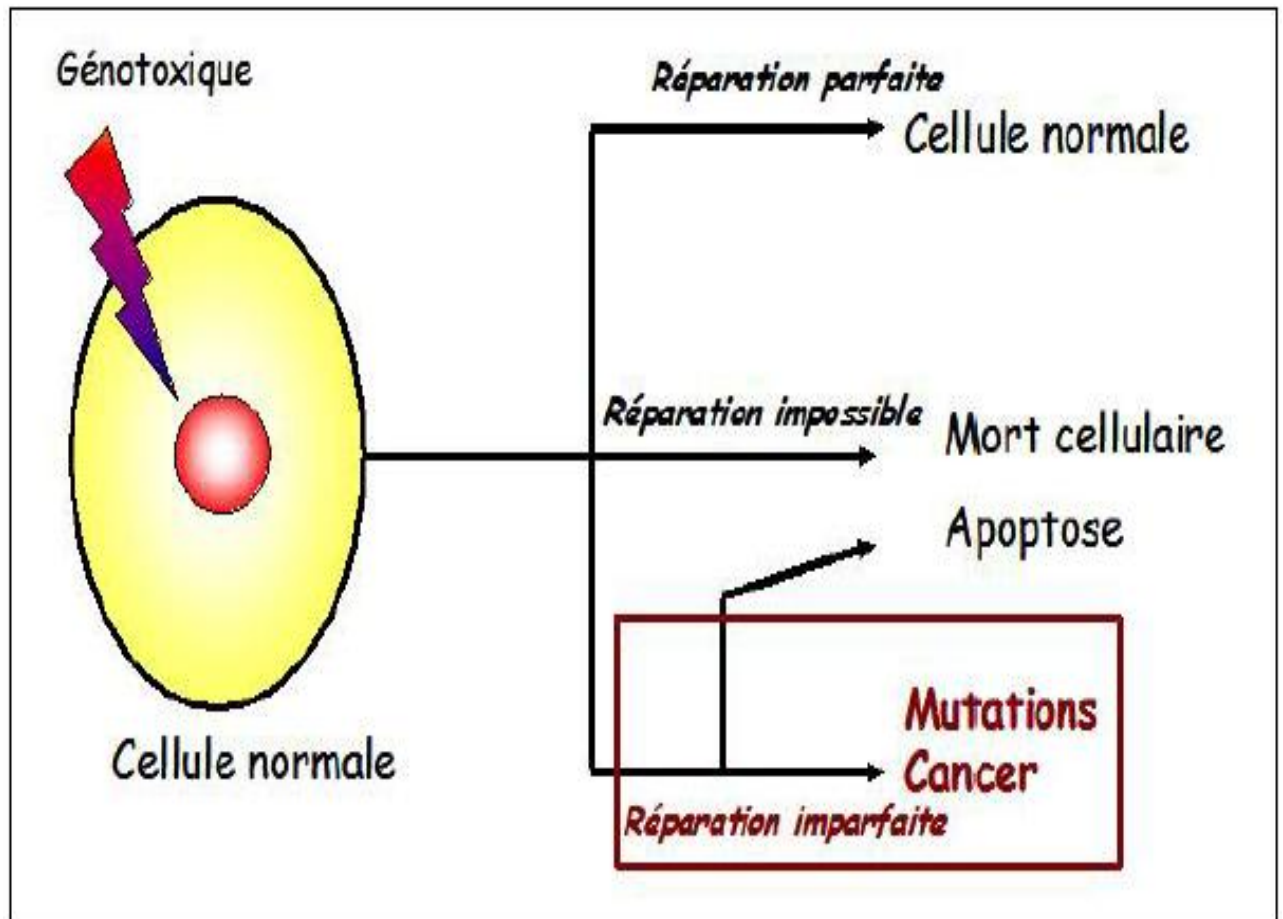 Génotoxique
Réparation parfaite
Cellule normale
Réparation impossible
Mort cellulaire
Apoptose
Mutations
Cancer
Cellule normale
Réparation imparfaite